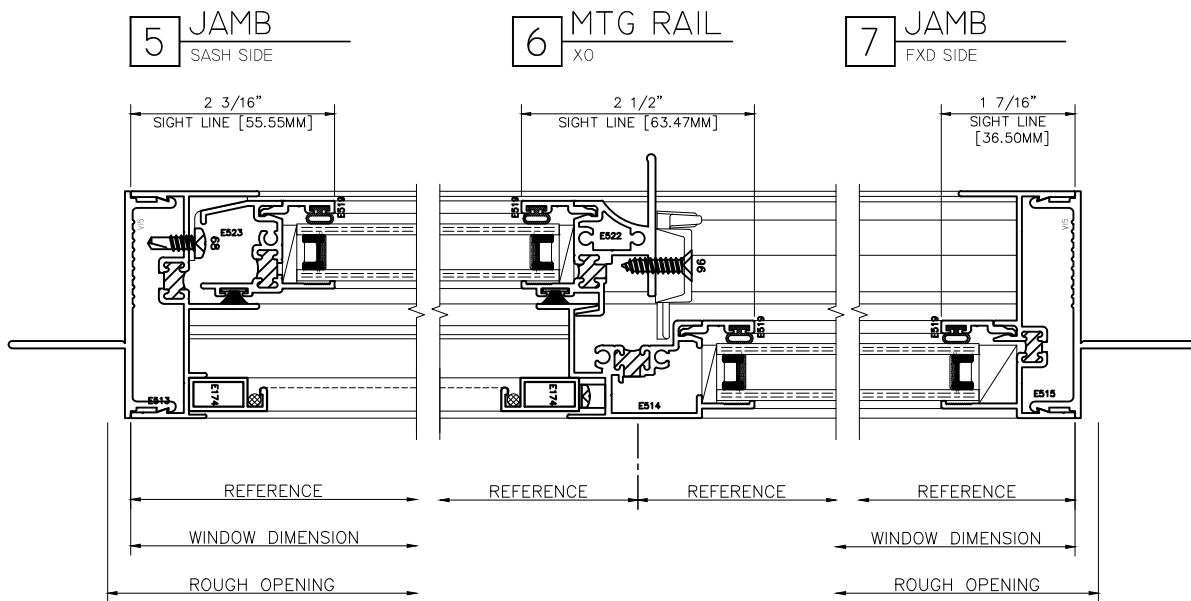 5 JAMB
SASH SIDE
6 MTG RAIL
XO
7 JAMB
FXD SIDE
2 3/16"
SIGHT LINE [55.55MM]
2 1/2"
SIGHT LINE [63.47MM]
1 7/16"
SIGHT LINE
[36.50MM]
E519
E519
V15
V15
E523
E522
68
96
E519
E519
E513
E174
E174
E514
E515
REFERENCE
REFERENCE
REFERENCE
REFERENCE
WINDOW DIMENSION
WINDOW DIMENSION
ROUGH OPENING
ROUGH OPENING